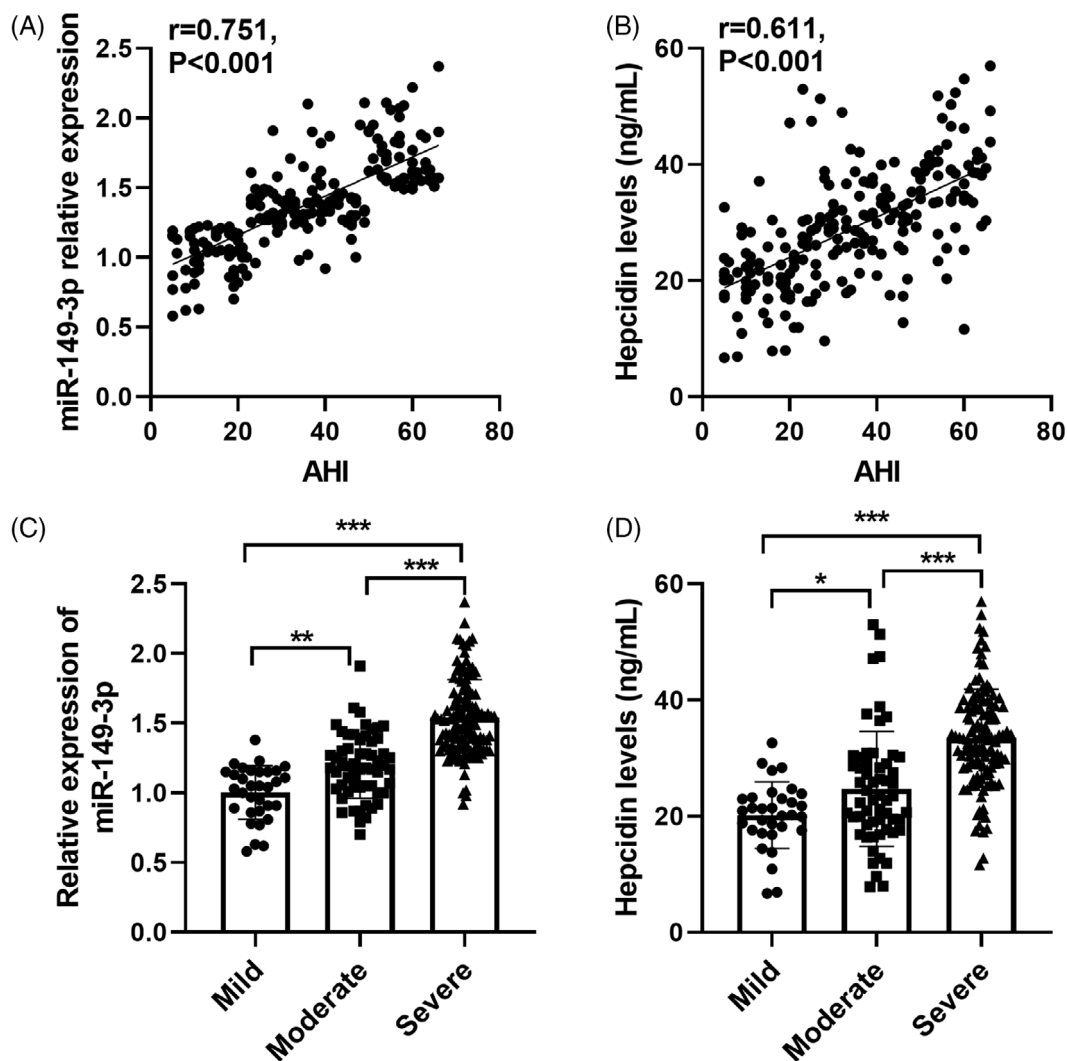 (A)
r=0.751,
P<0.001
miR-149-3p relative expression
2.5
2.0
1.5
1.0
0.5
0.0
0 20 40 60 80
AHI
(B)
r=0.611,
P<0.001
Hepcidin levels (ng/mL)
60
40
20
0
0 20 40 60 80
AHI
(C)
***
***
**
Relative expression of
miR-149-3p
2.5
2.0
1.5
1.0
0.5
0.0
Mild
Moderate
Severe
(D)
***
***
*
Hepcidin levels (ng/mL)
60
40
20
0
Mild
Moderate
Severe